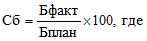 Сб = Бфакт / Бплан × 100, где